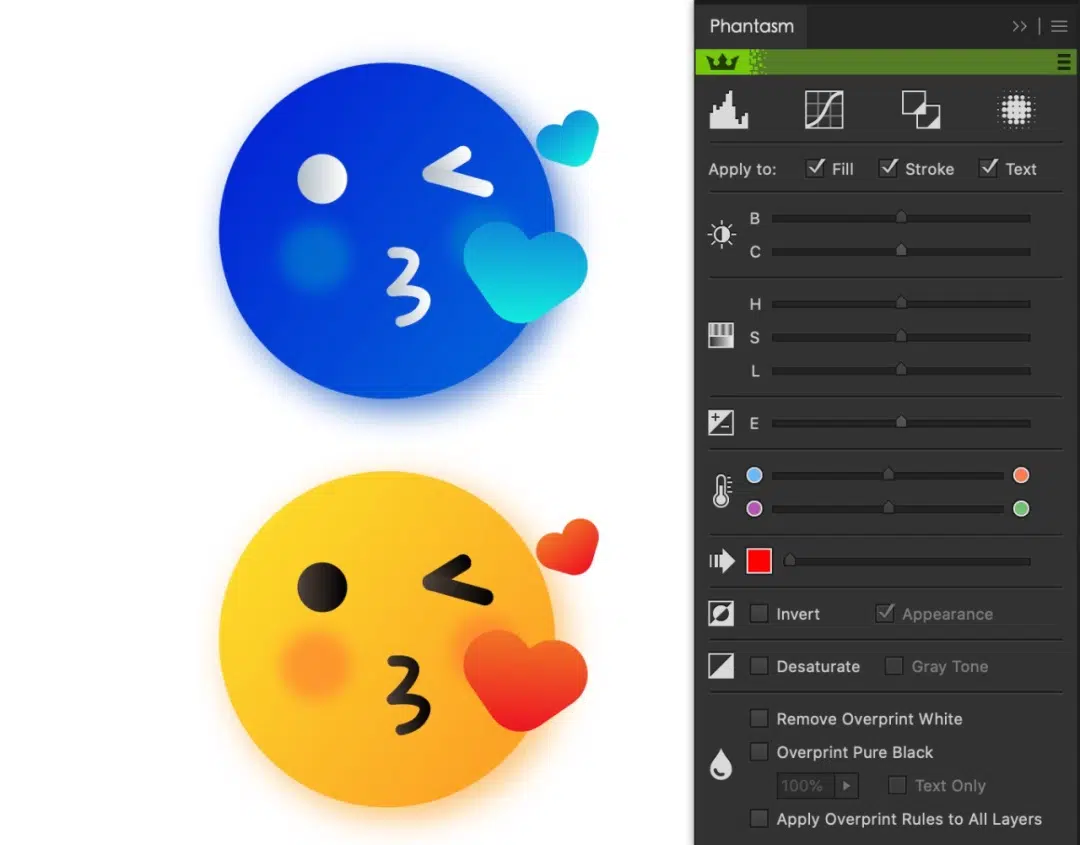 Phantasm
Apply to: Fill Stroke Text
B
C
H
S
L
E
Invert Appearance
Desaturate Gray Tone
Remove Overprint White
Overprint Pure Black
100% Text Only
Apply Overprint Rules to All Layers